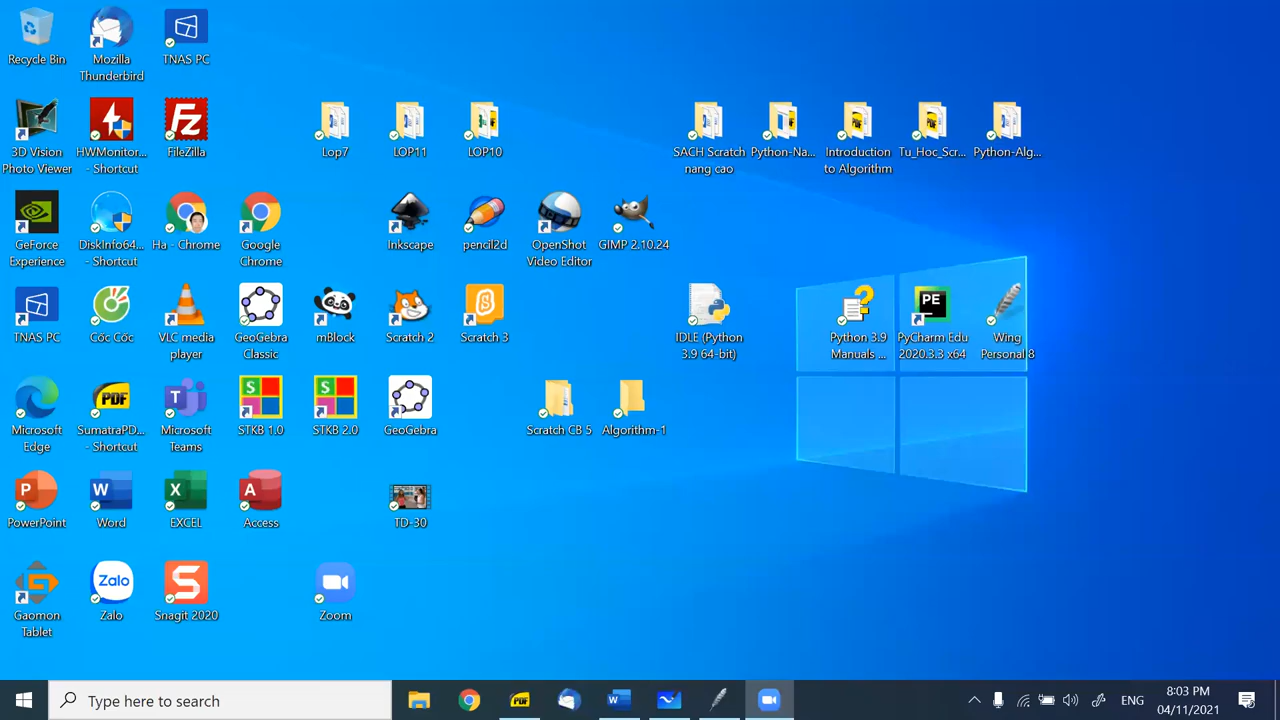 Recycle Bin
Mozilla
Thunderbird
TNAS PC
3D Vision
Photo Viewer
HWMonitor...
- Shortcut
FileZilla
FZ
Lop7
LOP11
LOP10
SACH Scratch
nang cao
Python-Na...
Introduction
to Algorithm
Tu_Hoc_Scr...
Python-Alg...
GeForce
Experience
DiskInfo64...
- Shortcut
Ha - Chrome
Google
Chrome
Inkscape
pencil2d
OpenShot
Video Editor
GIMP 2.10.24
TNAS PC
Cốc Cốc
VLC media
player
GeoGebra
Classic
mBlock
Scratch 2
S
Scratch 3
IDLE (Python
3.9 64-bit)
Python 3.9
Manuals ...
PE
PyCharm Edu
2020.3.3 x64
Wing
Personal 8
Microsoft
Edge
PDF
SumatraPD...
- Shortcut
T
Microsoft
Teams
S
STKB 1.0
S
STKB 2.0
GeoGebra
Scratch CB 5
Algorithm-1
P
PowerPoint
W
Word
X
EXCEL
A
Access
TD-30
Gaomon
Tablet
Zalo
Zalo
S
Snagit 2020
Zoom
Type here to search
PDF
W
ENG
8:03 PM
04/11/2021